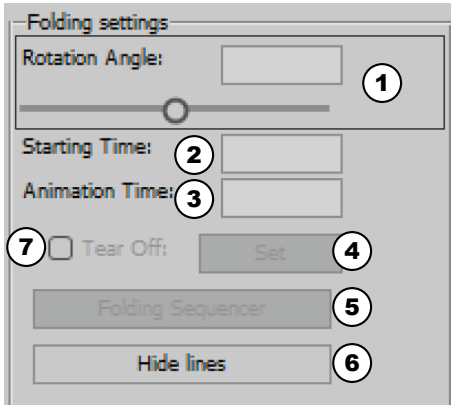 Folding settings
Rotation Angle:
1
Starting Time:
2
Animation Time:
3
7 Tear Off: Set 4
Folding Sequencer 5
Hide lines 6